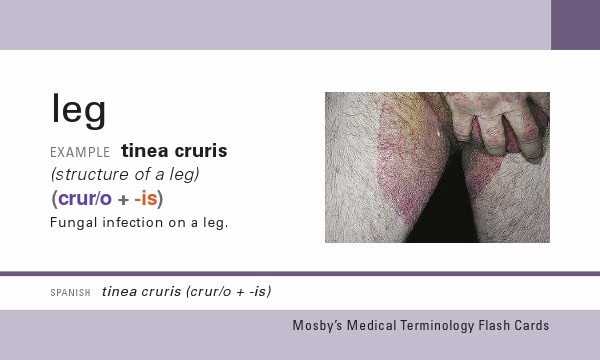 leg
EXAMPLE tinea cruris
(structure of a leg)
(crur/o + -is)
Fungal infection on a leg.
SPANISH tinea cruris (crur/o + -is)
Mosby's Medical Terminology Flash Cards